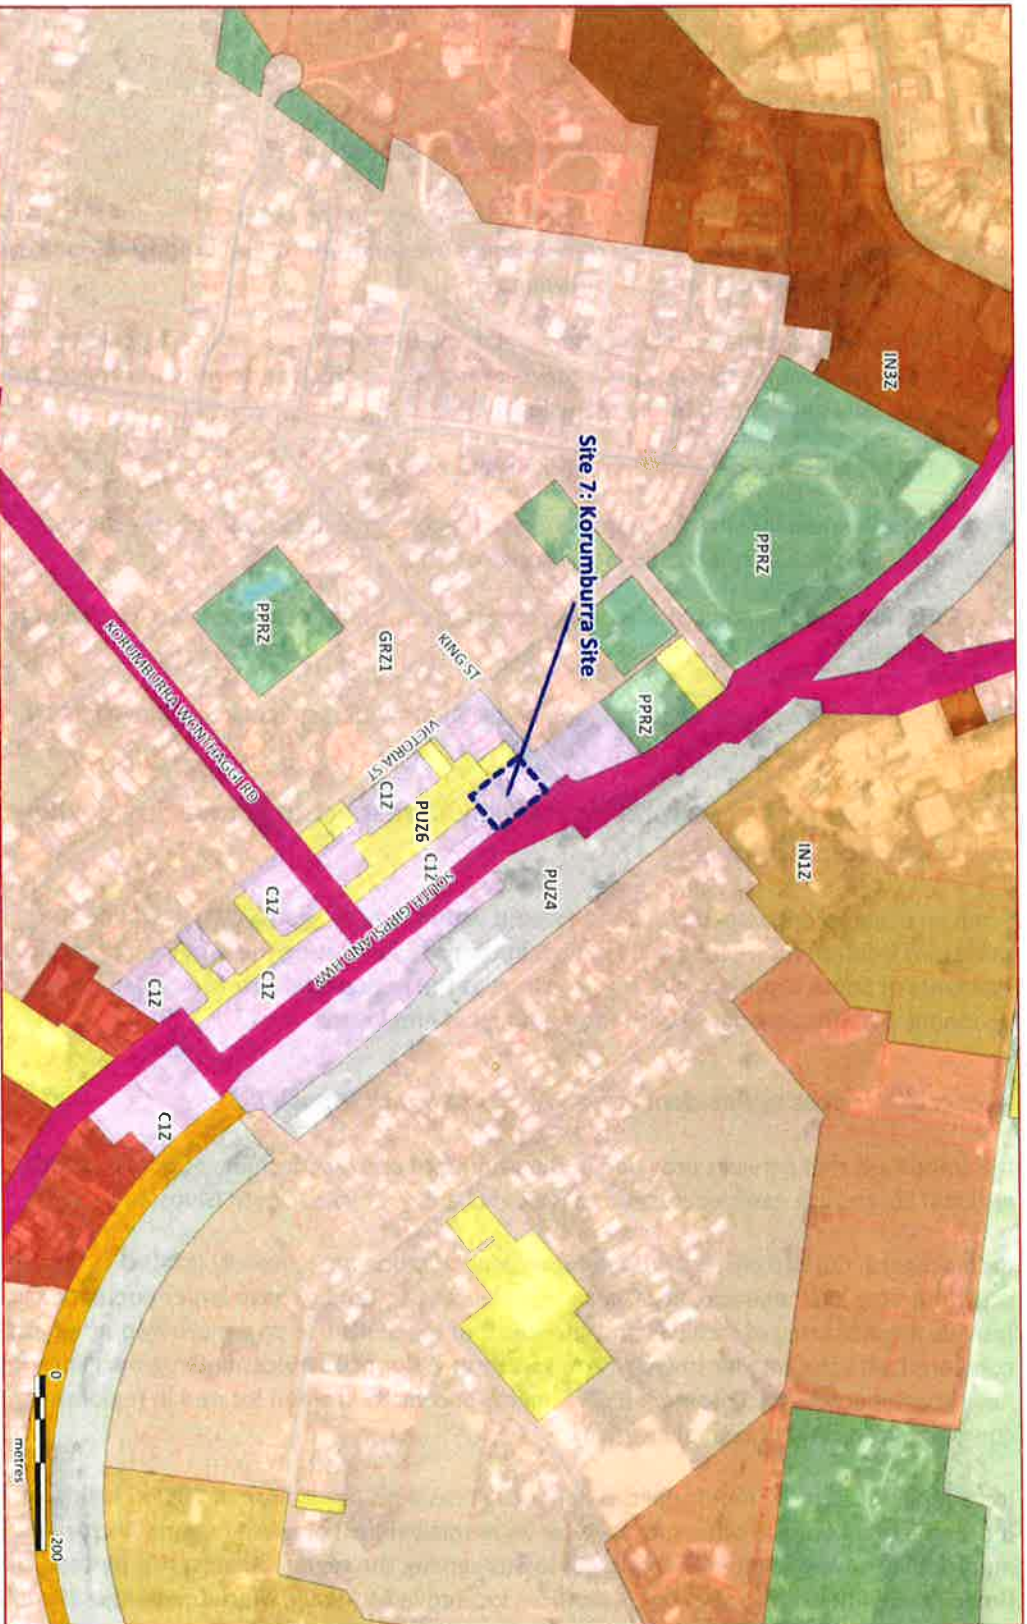 IN3Z
PPRZ
Site 7: Korumburra Site
PPRZ
IN1Z
KING ST
GRZ1
PPRZ
VICTORIA ST
C1Z
PUZ6
C1Z
PUZ4
KORUMBURRA WONTHAGGI RD
SOUTH GIPPSLAND HWY
C1Z
C1Z
C1Z
C1Z
0
200
metres